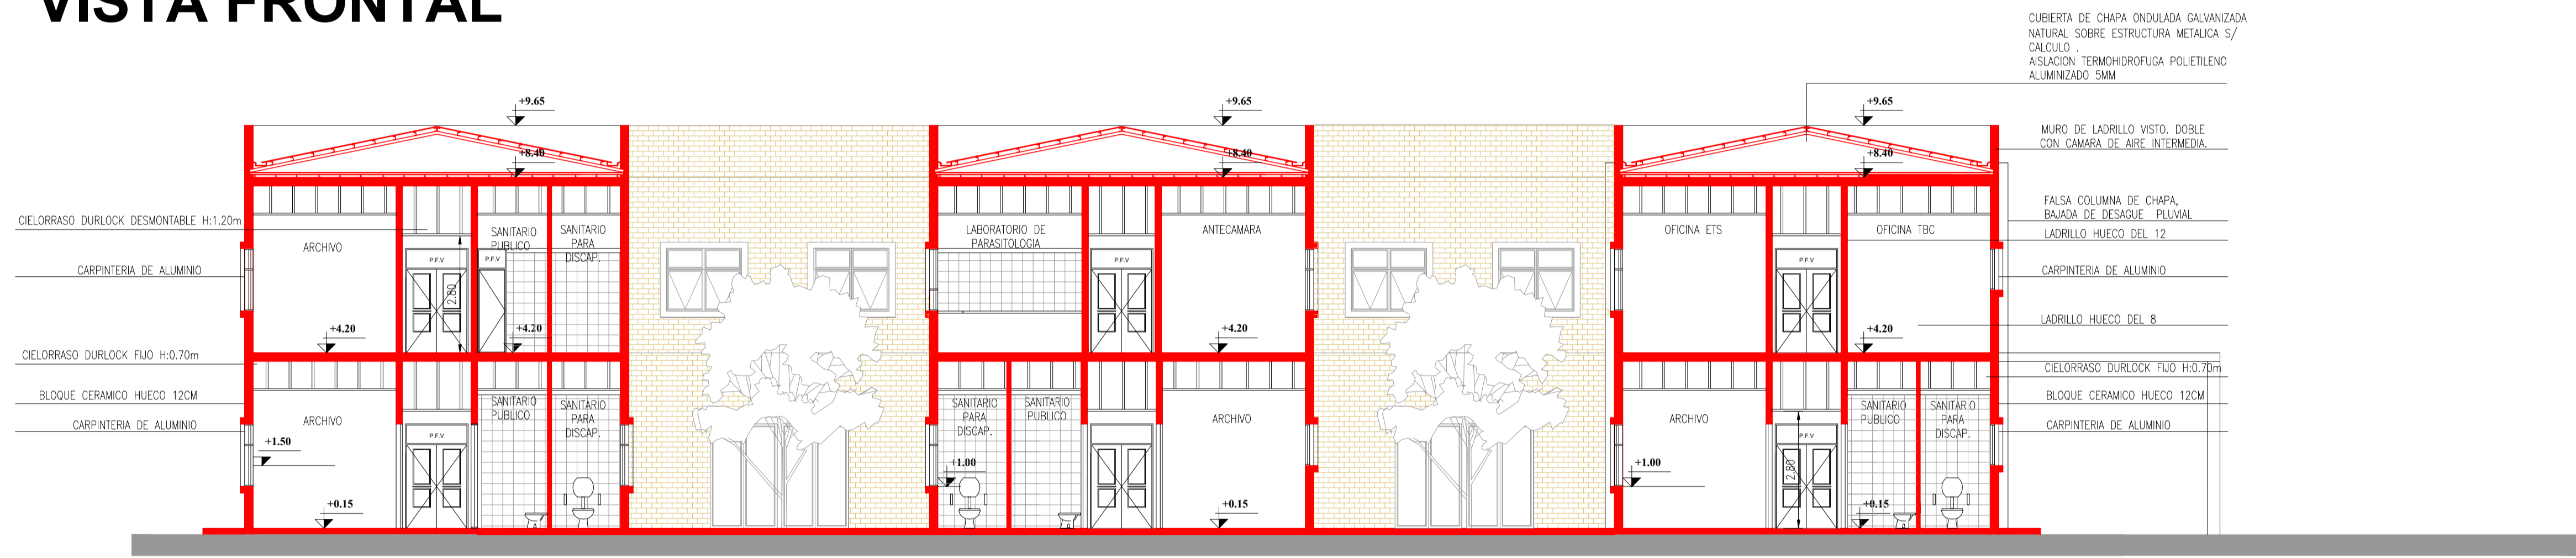 VISTA FRONTAL
CUBIERTA DE CHAPA ONDULADA GALVANIZADA
NATURAL SOBRE ESTRUCTURA METALICA S/
CALCULO .
AISLACION TERMOHIDROFUGA POLIETILENO
ALUMINIZADO 5MM
+9.65
+9.65
+9.65
MURO DE LADRILLO VISTO. DOBLE
CON CAMARA DE AIRE INTERMEDIA.
+8.40
+8.40
+8.40
FALSA COLUMNA DE CHAPA,
BAJADA DE DESAGUE PLUVIAL
CIELORRASO DURLOCK DESMONTABLE H:1.20m
LADRILLO HUECO DEL 12
ARCHIVO
SANITARIO
PUBLICO
SANITARIO
PARA
DISCAP.
LABORATORIO DE
PARASITOLOGIA
ANTECAMARA
OFICINA ETS
OFICINA TBC
P.F.V
P.F.V
P.F.V
P.F.V
CARPINTERIA DE ALUMINIO
CARPINTERIA DE ALUMINIO
2.80
LADRILLO HUECO DEL 8
+4.20
+4.20
+4.20
+4.20
CIELORRASO DURLOCK FIJO H:0.70m
CIELORRASO DURLOCK FIJO H:0.70m
BLOQUE CERAMICO HUECO 12CM
BLOQUE CERAMICO HUECO 12CM
CARPINTERIA DE ALUMINIO
CARPINTERIA DE ALUMINIO
ARCHIVO
SANITARIO
PUBLICO
SANITARIO
PARA
DISCAP.
SANITARIO
PARA
DISCAP.
SANITARIO
PUBLICO
ARCHIVO
ARCHIVO
SANITARIO
PUBLICO
SANITARIO
PARA
DISCAP.
P.F.V
P.F.V
P.F.V
+1.50
+1.00
+1.00
2.80
+0.15
+0.15
+0.15